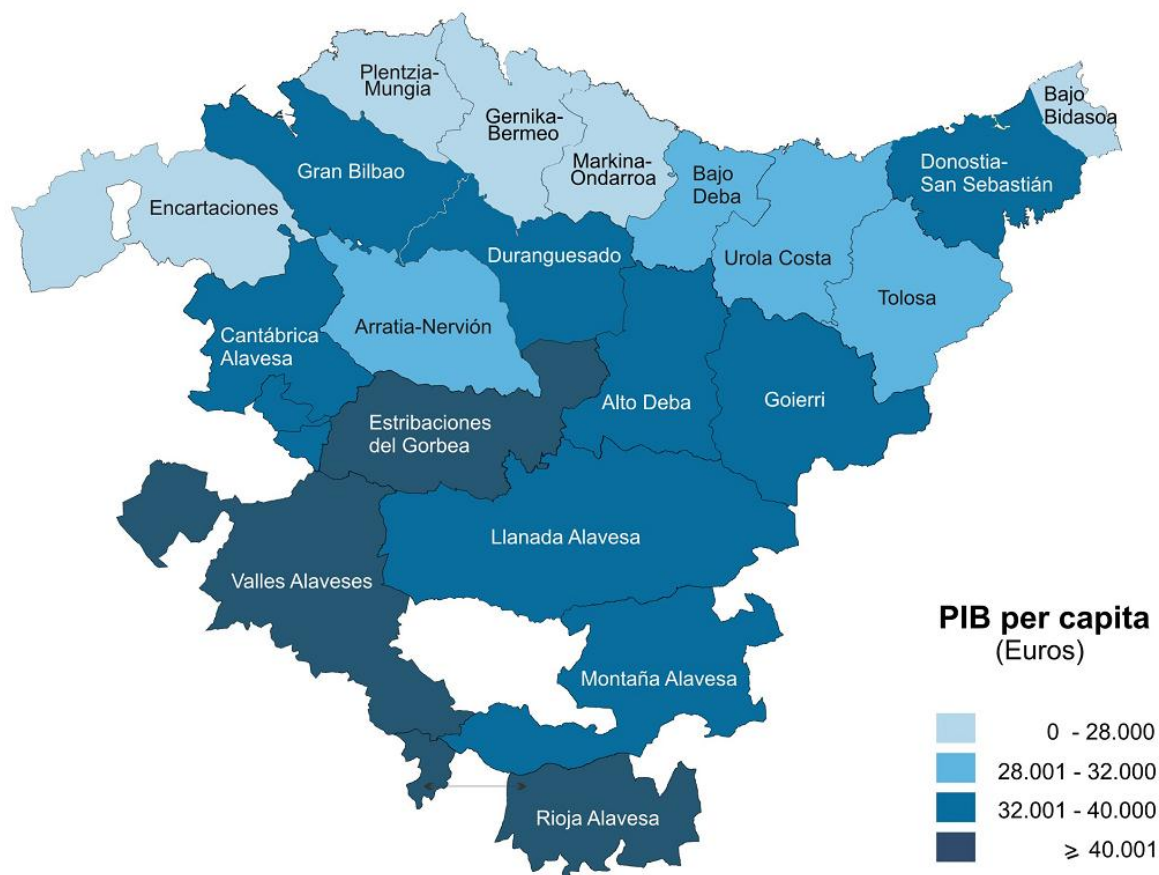 Plentzia-
Mungia
Gernika-
Bermeo
Markina-
Ondarroa
Bajo
Bidasoa
Gran Bilbao
Bajo
Deba
Donostia-
San Sebastián
Encartaciones
Duranguesado
Urola Costa
Tolosa
Arratia-Nervión
Cantábrica
Alavesa
Alto Deba
Goierri
Estribaciones
del Gorbea
Llanada Alavesa
Valles Alaveses
Montaña Alavesa
Rioja Alavesa
PIB per capita
(Euros)
0 - 28.000
28.001 - 32.000
32.001 - 40.000
⩾ 40.001